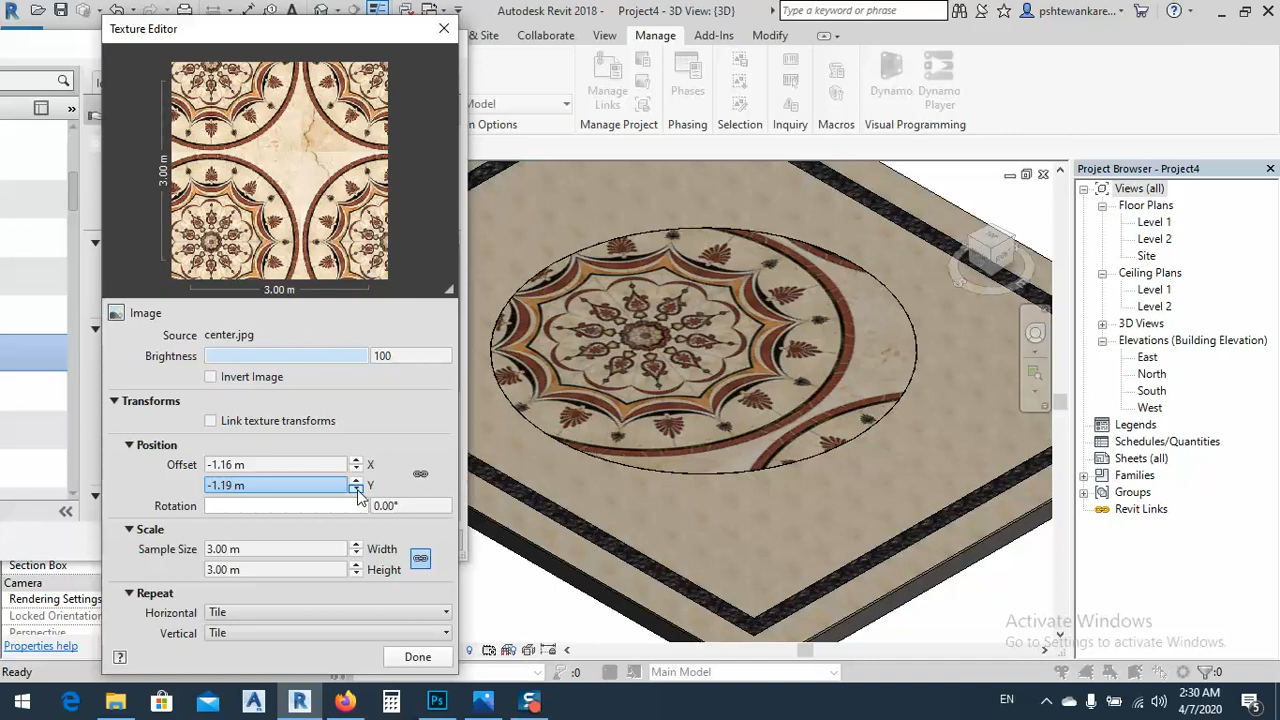 Texture Editor
Autodesk Revit 2018 - Project4 - 3D View: {3D}
Type a keyword or phrase
pshtewankare...
& Site
Collaborate
View
Manage
Add-Ins
Modify
Manage Links
Phases
Dynamo
Dynamo Player
Model
n Options
Manage Project
Phasing
Selection
Inquiry
Macros
Visual Programming
3.00 m
3.00 m
Image
Source center.jpg
Brightness 100
Invert Image
Transforms
Link texture transforms
Position
Offset -1.16 m X
-1.19 m Y
Rotation 0.00°
Scale
Sample Size 3.00 m Width
3.00 m Height
Repeat
Horizontal Tile
Vertical Tile
Done
Section Box
Camera
Rendering Settings
Locked Orientation
Perspective
Properties help
Ready
Project Browser - Project4
Views (all)
Floor Plans
Level 1
Level 2
Site
Ceiling Plans
Level 1
Level 2
3D Views
Elevations (Building Elevation)
East
North
South
West
Legends
Schedules/Quantities
Sheets (all)
Families
Groups
Revit Links
Activate Windows
Go to Settings to activate Windows.
:0
Main Model
:0
EN
2:30 AM
4/7/2020
5